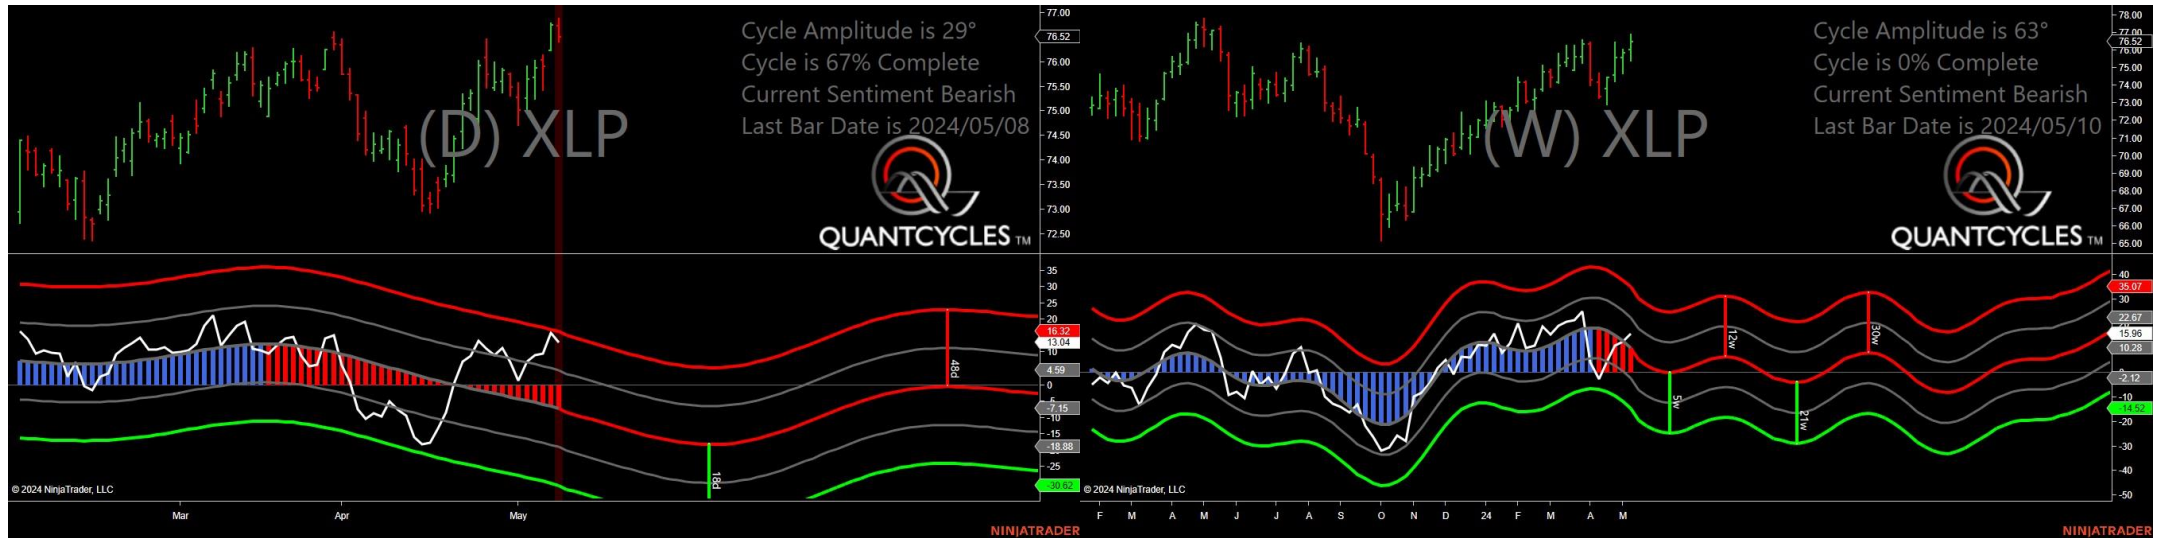 Cycle Amplitude is 29°
Cycle is 67% Complete
Current Sentiment Bearish
Last Bar Date is 2024/05/08
(D) XLP
QUANTCYCLES TM
77.00
76.52
76.00
75.50
75.00
74.50
74.00
73.50
73.00
72.50
35
30
25
20
16.32
13.04
10
4.59
0
-5
-7.15
-10
-15
-18.88
-25
-30.62
48d
18d
© 2024 NinjaTrader, LLC
Mar
Apr
May
NINJATRADER
Cycle Amplitude is 63°
Cycle is 0% Complete
Current Sentiment Bearish
Last Bar Date is 2024/05/10
(W) XLP
QUANTCYCLES TM
78.00
77.00
76.52
75.00
74.00
73.00
72.00
71.00
70.00
69.00
68.00
67.00
66.00
65.00
40
35.07
30
22.67
15.96
10.28
-2.12
-10
-14.52
-20
-30
-40
-50
12w
30w
5w
21w
© 2024 NinjaTrader, LLC
F M A M J J A S O N D 24 F M A M
NINJATRADER